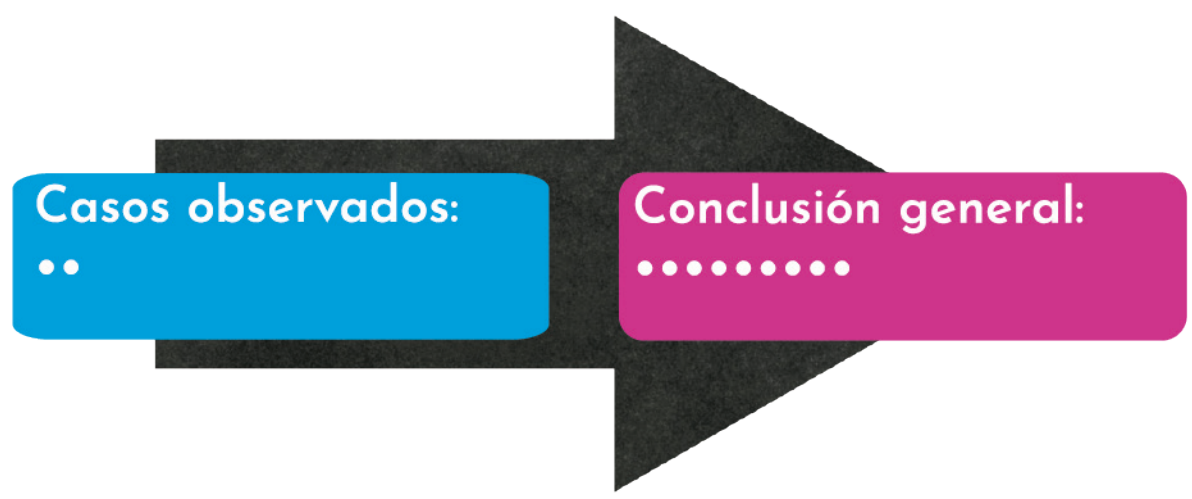 Casos observados:
••
Conclusión general:
•••••••••